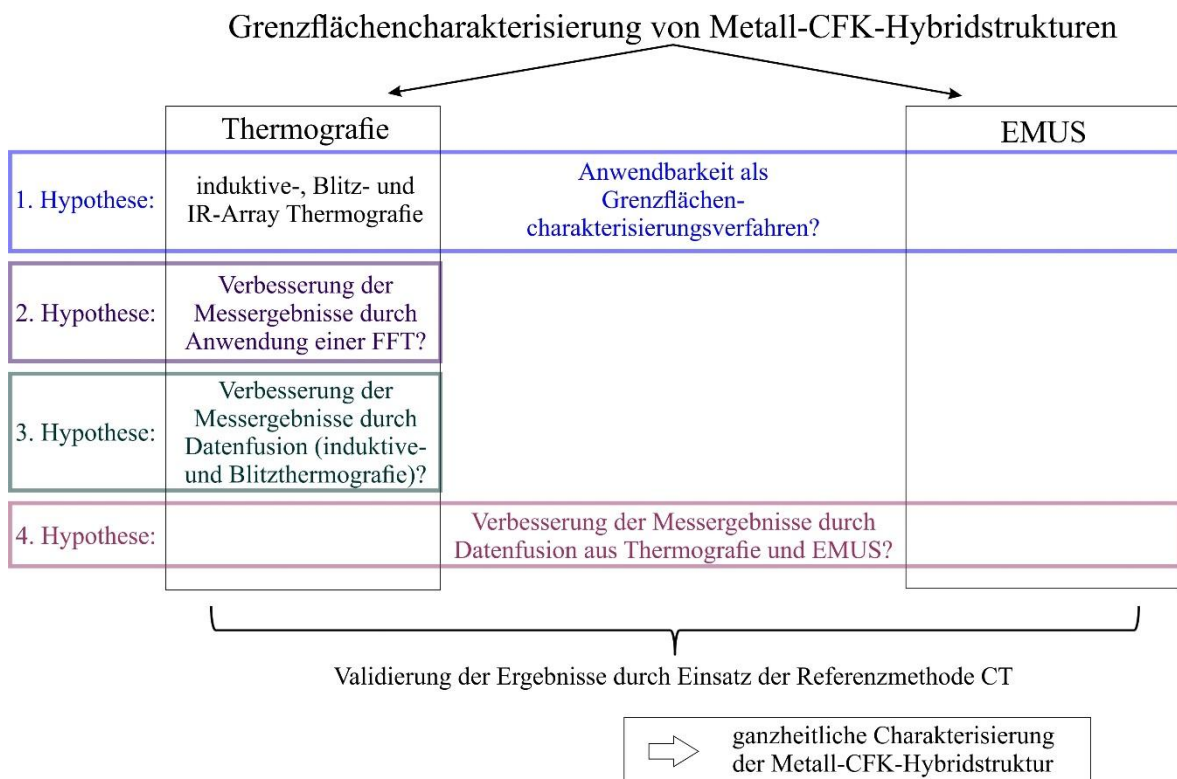 Grenzflächencharakterisierung von Metall-CFK-Hybridstrukturen
Thermografie
EMUS
1. Hypothese:
induktive-, Blitz- und
IR-Array Thermografie
Anwendbarkeit als
Grenzflächen-
charakterisierungsverfahren?
2. Hypothese:
Verbesserung der
Messergebnisse durch
Anwendung einer FFT?
3. Hypothese:
Verbesserung der
Messergebnisse durch
Datenfusion (induktive-
und Blitzthermografie)?
4. Hypothese:
Verbesserung der Messergebnisse durch
Datenfusion aus Thermografie und EMUS?
Validierung der Ergebnisse durch Einsatz der Referenzmethode CT
ganzheitliche Charakterisierung
der Metall-CFK-Hybridstruktur